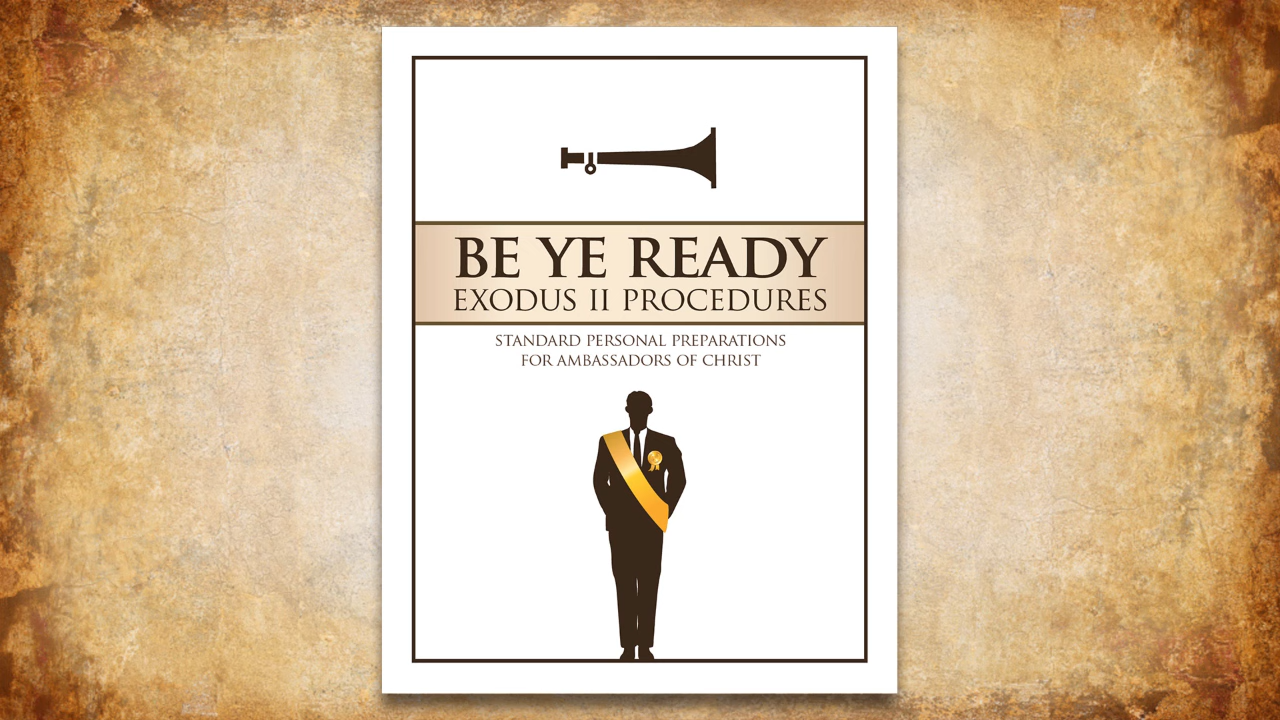 BE YE READY
EXODUS II PROCEDURES
STANDARD PERSONAL PREPARATIONS
FOR AMBASSADORS OF CHRIST